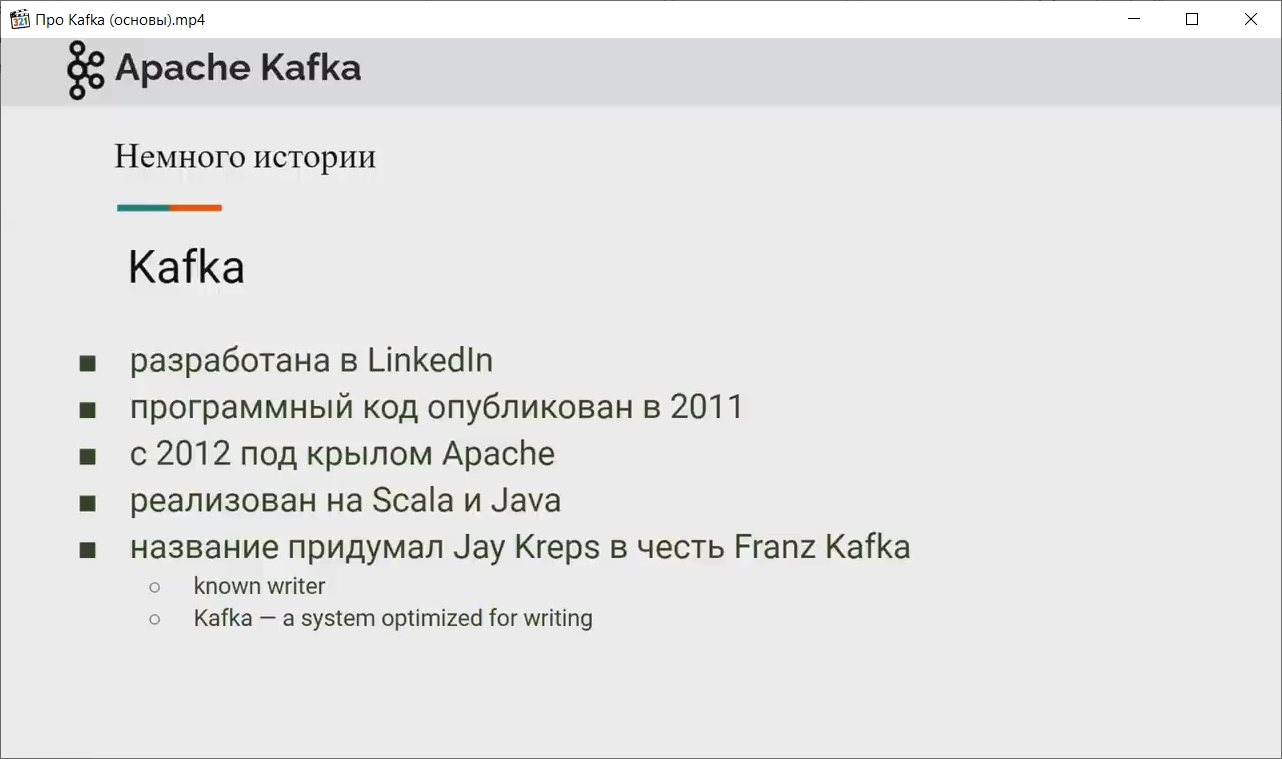 Про Kafka (основы).mp4
Apache Kafka
Немного истории
Kafka
разработана в LinkedIn
программный код опубликован в 2011
с 2012 под крылом Apache
реализован на Scala и Java
название придумал Jay Kreps в честь Franz Kafka
known writer
Kafka — a system optimized for writing